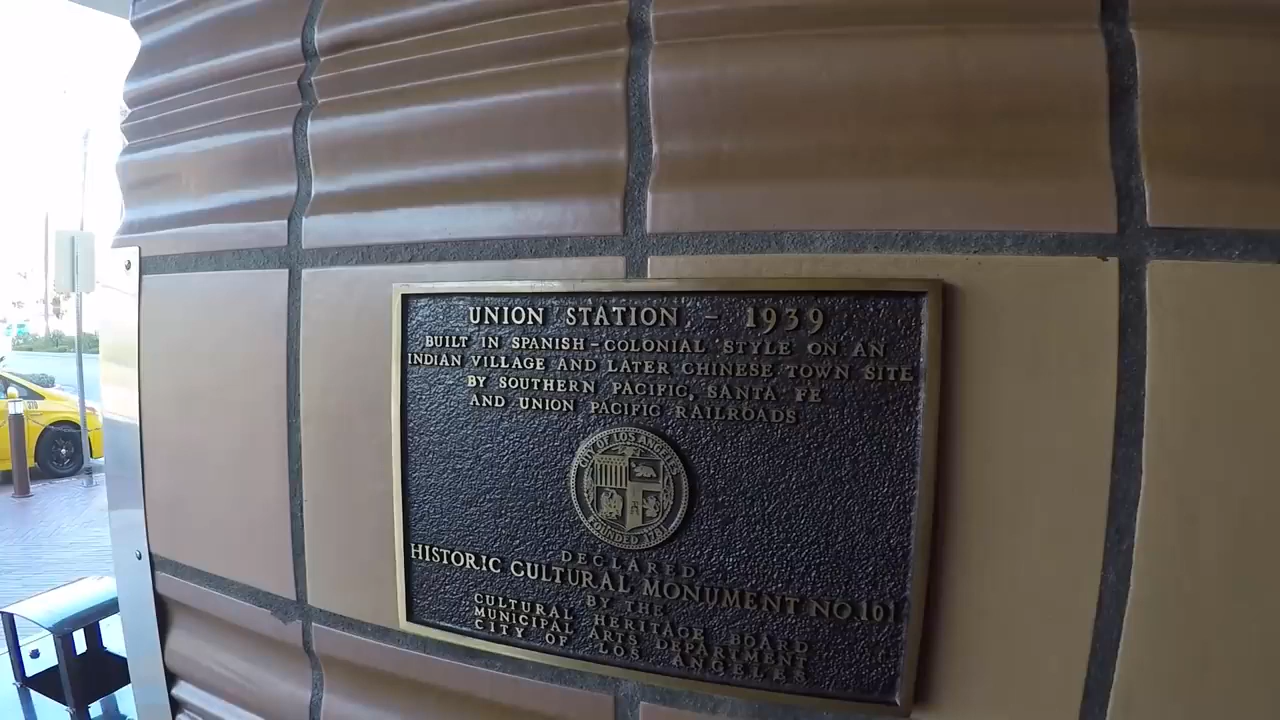 UNION STATION - 1939
BUILT IN SPANISH-COLONIAL STYLE ON AN
INDIAN VILLAGE AND LATER CHINESE TOWN SITE
BY SOUTHERN PACIFIC, SANTA FE
AND UNION PACIFIC RAILROADS
CITY OF LOS ANGELES
FOUNDED 1781
DECLARED
HISTORIC CULTURAL MONUMENT NO.101
BY THE
CULTURAL HERITAGE BOARD
MUNICIPAL ARTS DEPARTMENT
CITY OF LOS ANGELES